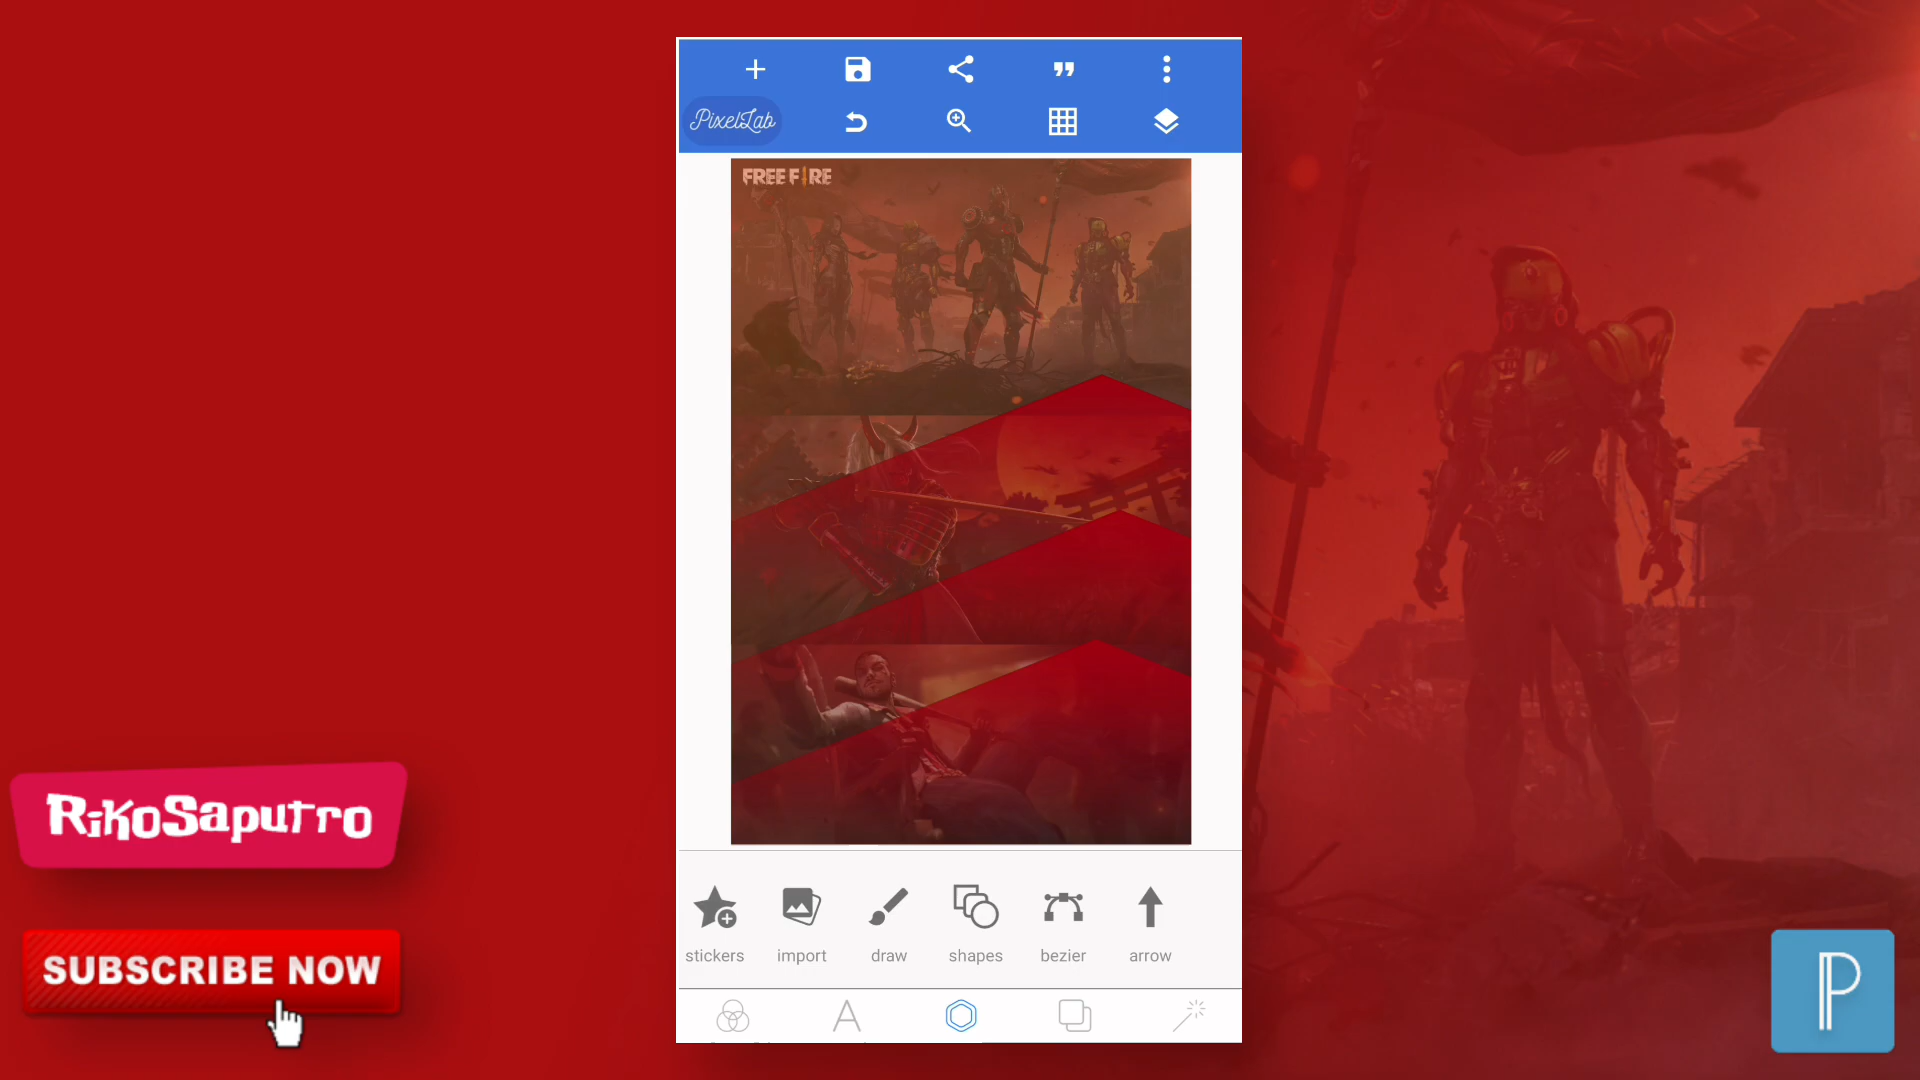 PixelLab
FREE FIRE
stickers import draw shapes bezier arrow
RikoSaputro
SUBSCRIBE NOW